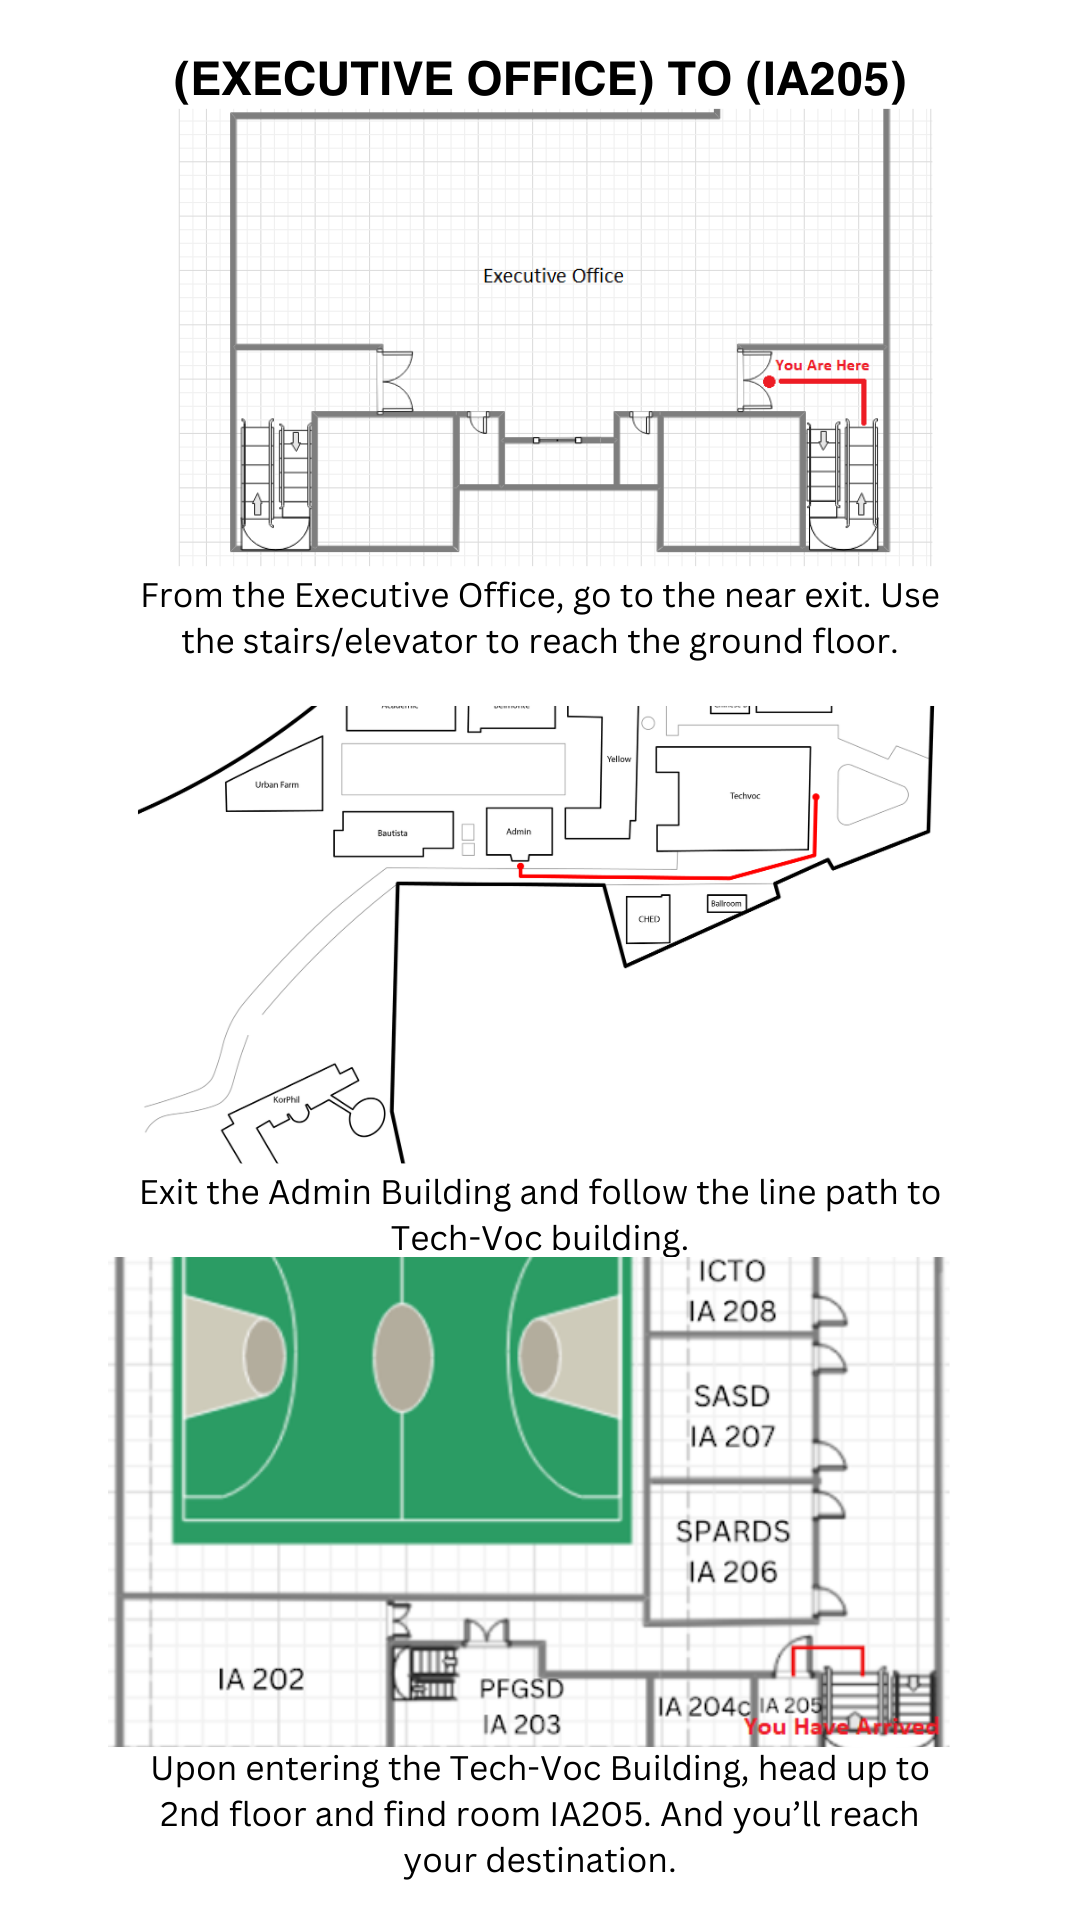 (EXECUTIVE OFFICE) TO (IA205)
Executive Office
You Are Here
From the Executive Office, go to the near exit. Use
the stairs/elevator to reach the ground floor.
Academic
Belmonte
Yellow
Urban Farm
Techvoc
Bautista
Admin
CHED
Ballroom
KorPhil
Exit the Admin Building and follow the line path to
Tech-Voc building.
ICTO
IA 208
SASD
IA 207
SPARDS
IA 206
IA 202
PFGSD
IA 203
IA 204c
IA 205
You Have Arrived
Upon entering the Tech-Voc Building, head up to
2nd floor and find room IA205. And you’ll reach
your destination.